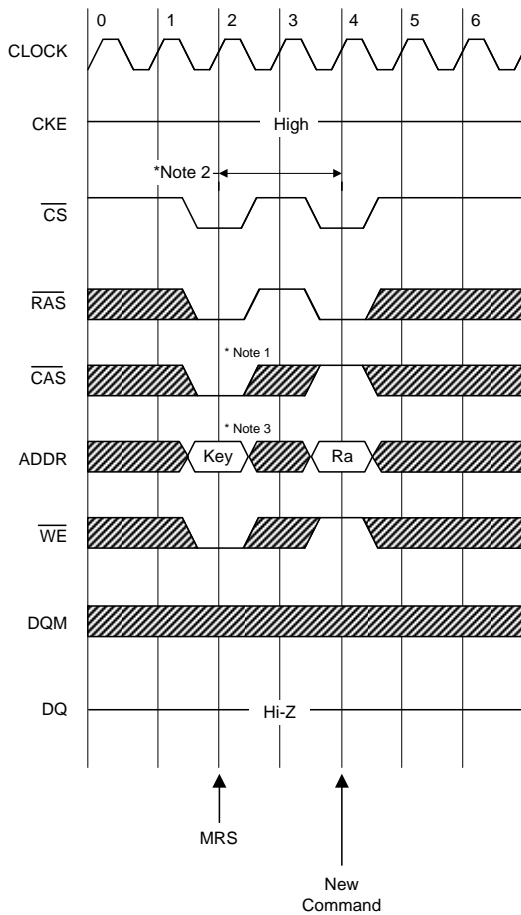 0 1 2 3 4 5 6
CLOCK
CKE
High
*Note 2
CS
RAS
* Note 1
CAS
* Note 3
ADDR
Key
Ra
WE
DQM
DQ
Hi-Z
MRS
New
Command